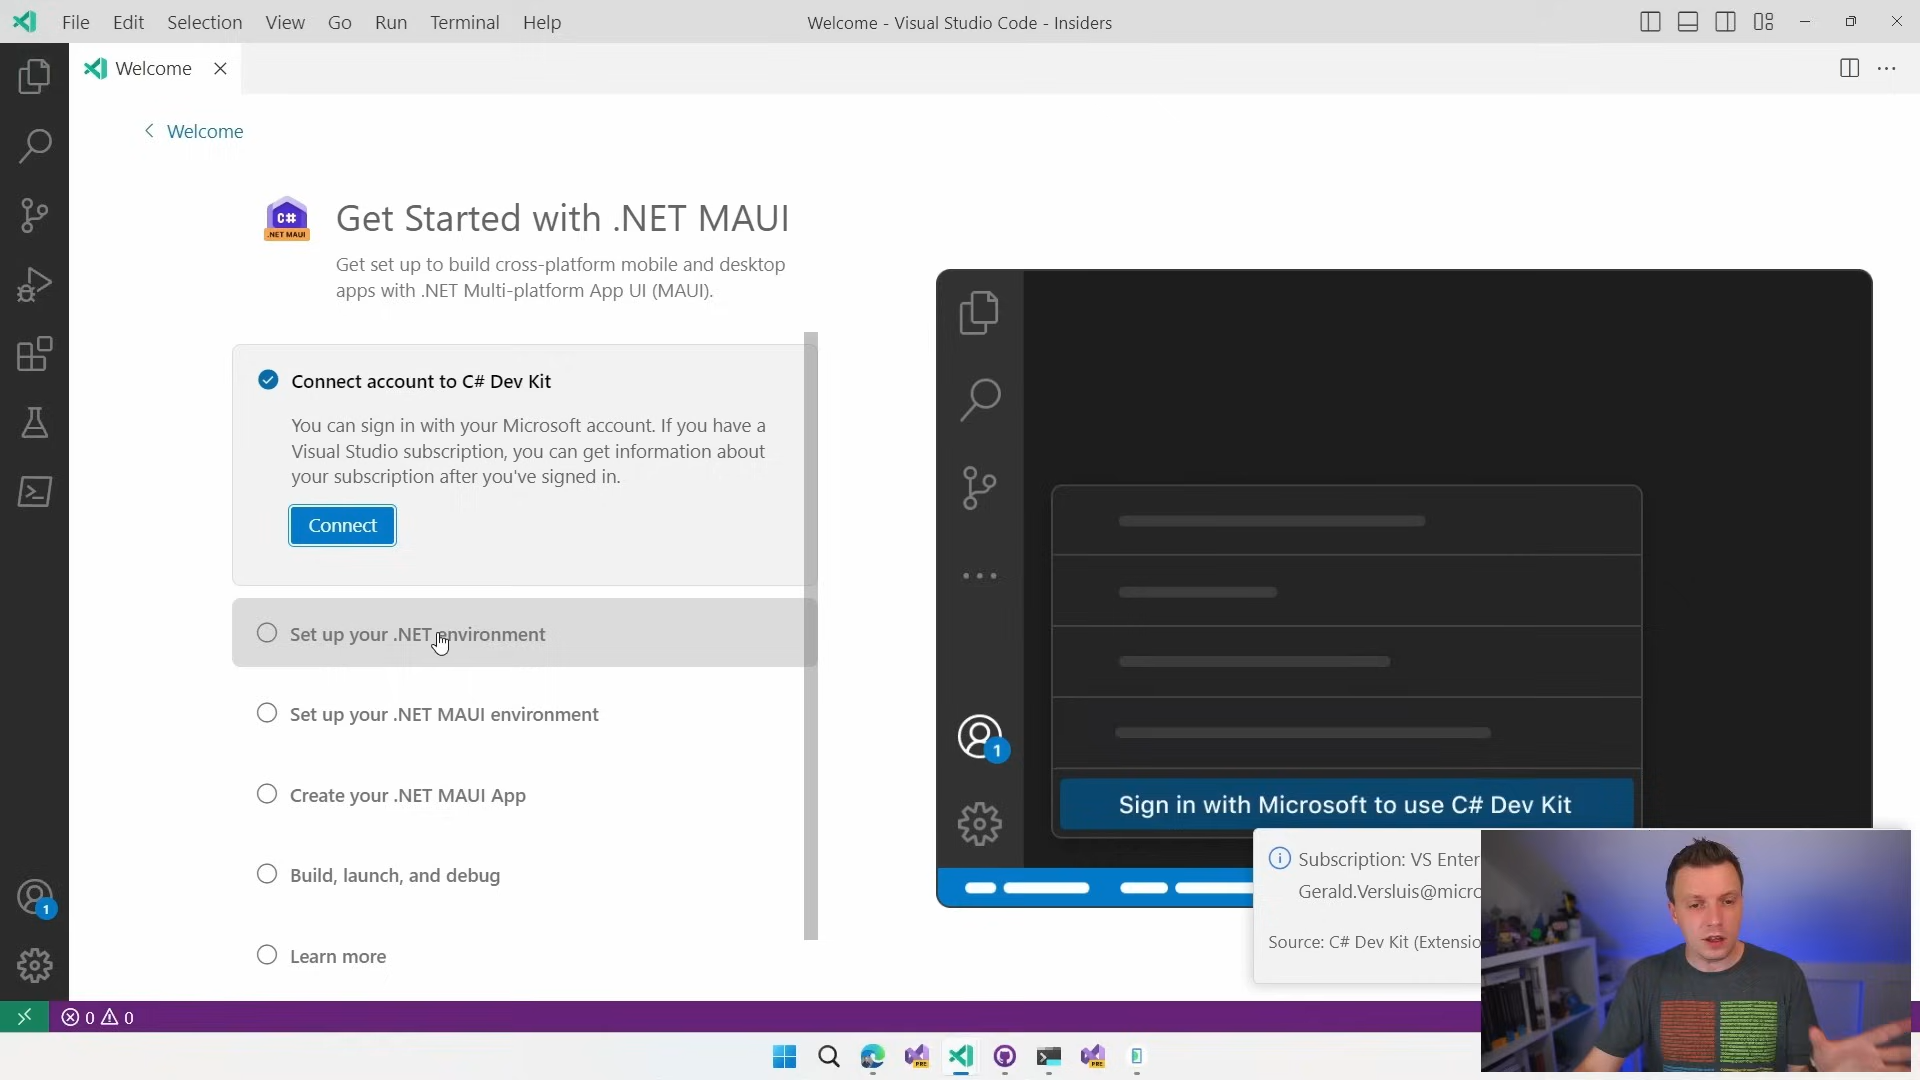 File Edit Selection View Go Run Terminal Help
Welcome - Visual Studio Code - Insiders
Welcome
Welcome
C#
.NET MAUI
Get Started with .NET MAUI
Get set up to build cross-platform mobile and desktop
apps with .NET Multi-platform App UI (MAUI).
Connect account to C# Dev Kit
You can sign in with your Microsoft account. If you have a
Visual Studio subscription, you can get information about
your subscription after you've signed in.
Connect
Set up your .NET environment
Set up your .NET MAUI environment
Create your .NET MAUI App
Build, launch, and debug
Learn more
1
Sign in with Microsoft to use C# Dev Kit
Subscription: VS Enter
Gerald.Versluis@micro
Source: C# Dev Kit (Extensio
1
0 0
PRE
PRE